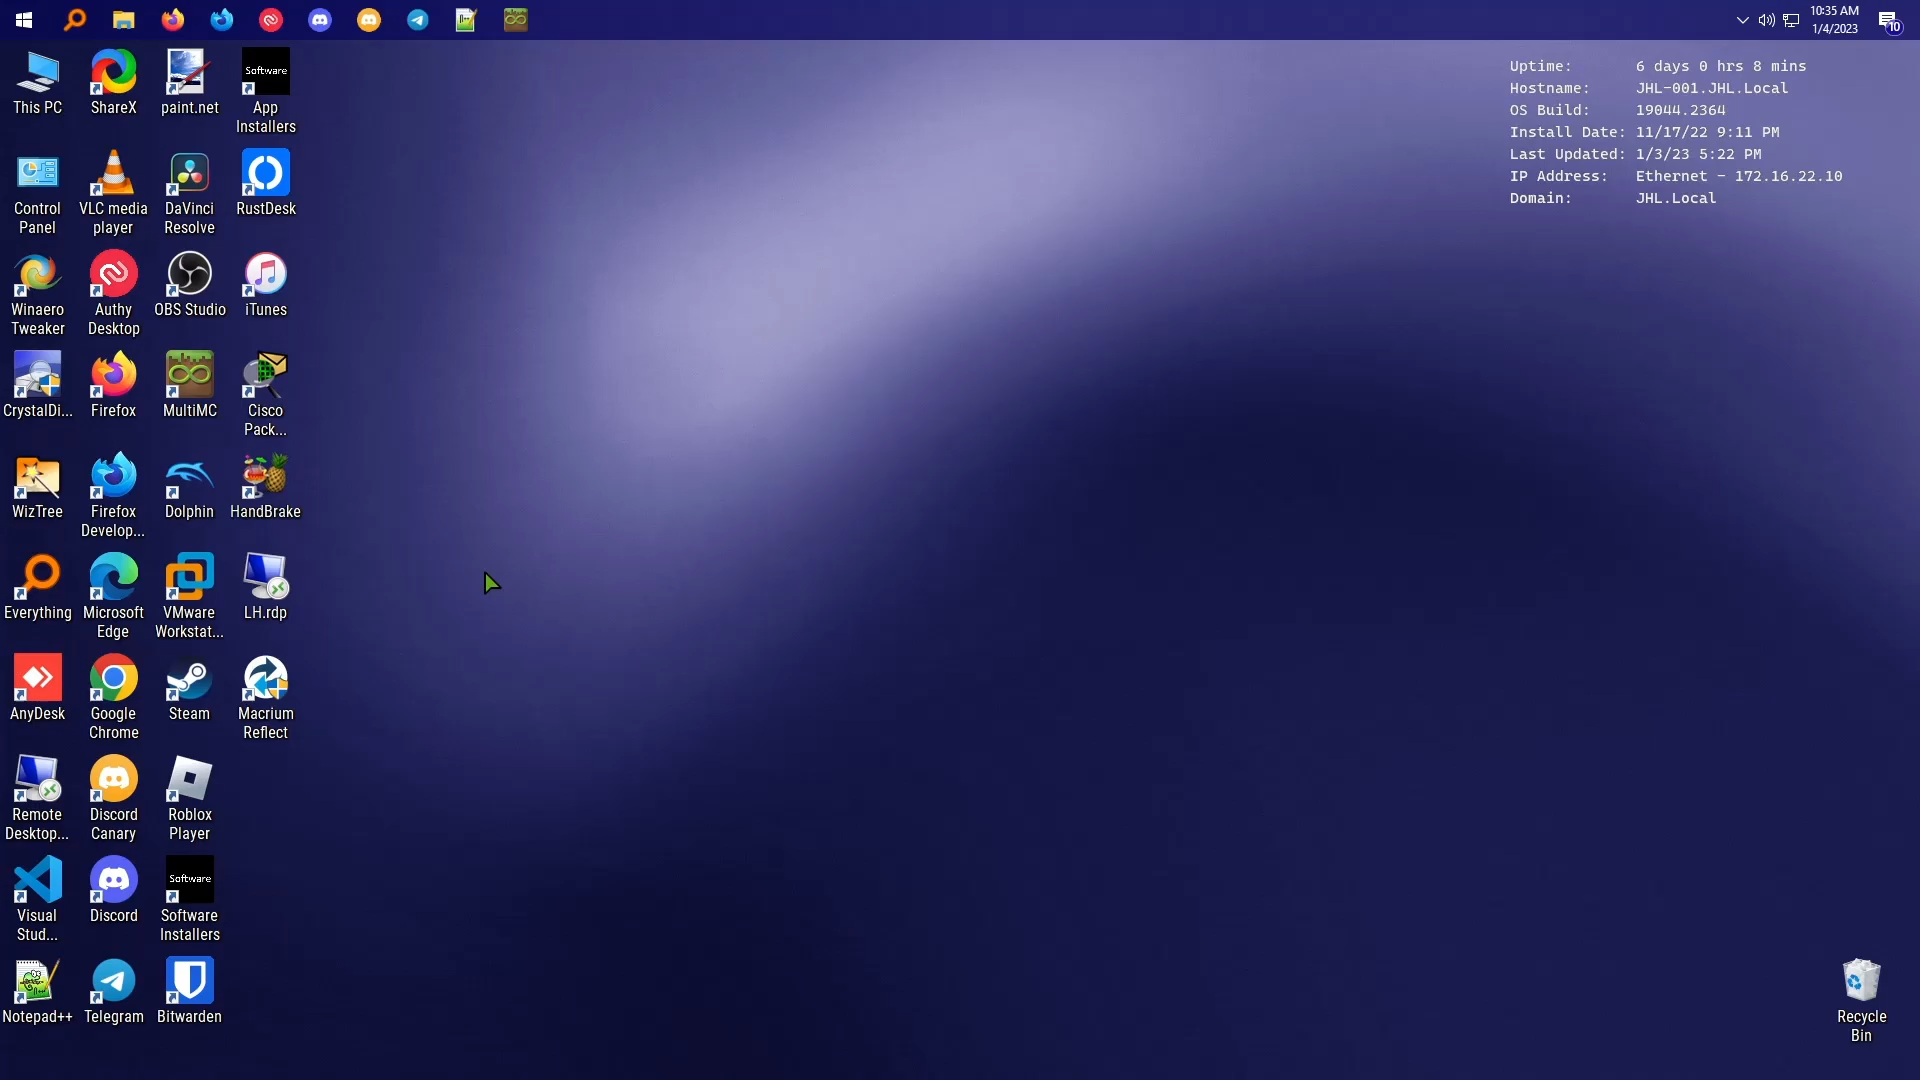 10:35 AM
1/4/2023
10
Uptime: 6 days 0 hrs 8 mins
Hostname: JHL-001.JHL.Local
OS Build: 19044.2364
Install Date: 11/17/22 9:11 PM
Last Updated: 1/3/23 5:22 PM
IP Address: Ethernet - 172.16.22.10
Domain: JHL.Local
This PC
Control
Panel
Winaero
Tweaker
CrystalDi...
WizTree
Everything
AnyDesk
Remote
Desktop...
Visual
Stud...
Notepad++
ShareX
VLC media
player
Authy
Desktop
Firefox
Firefox
Develop...
Microsoft
Edge
Google
Chrome
Discord
Canary
Discord
Telegram
paint.net
DaVinci
Resolve
OBS Studio
MultiMC
Dolphin
VMware
Workstat...
Steam
Roblox
Player
Software
Software
Installers
Bitwarden
Software
App
Installers
RustDesk
iTunes
Cisco
Pack...
HandBrake
LH.rdp
Macrium
Reflect
Recycle
Bin